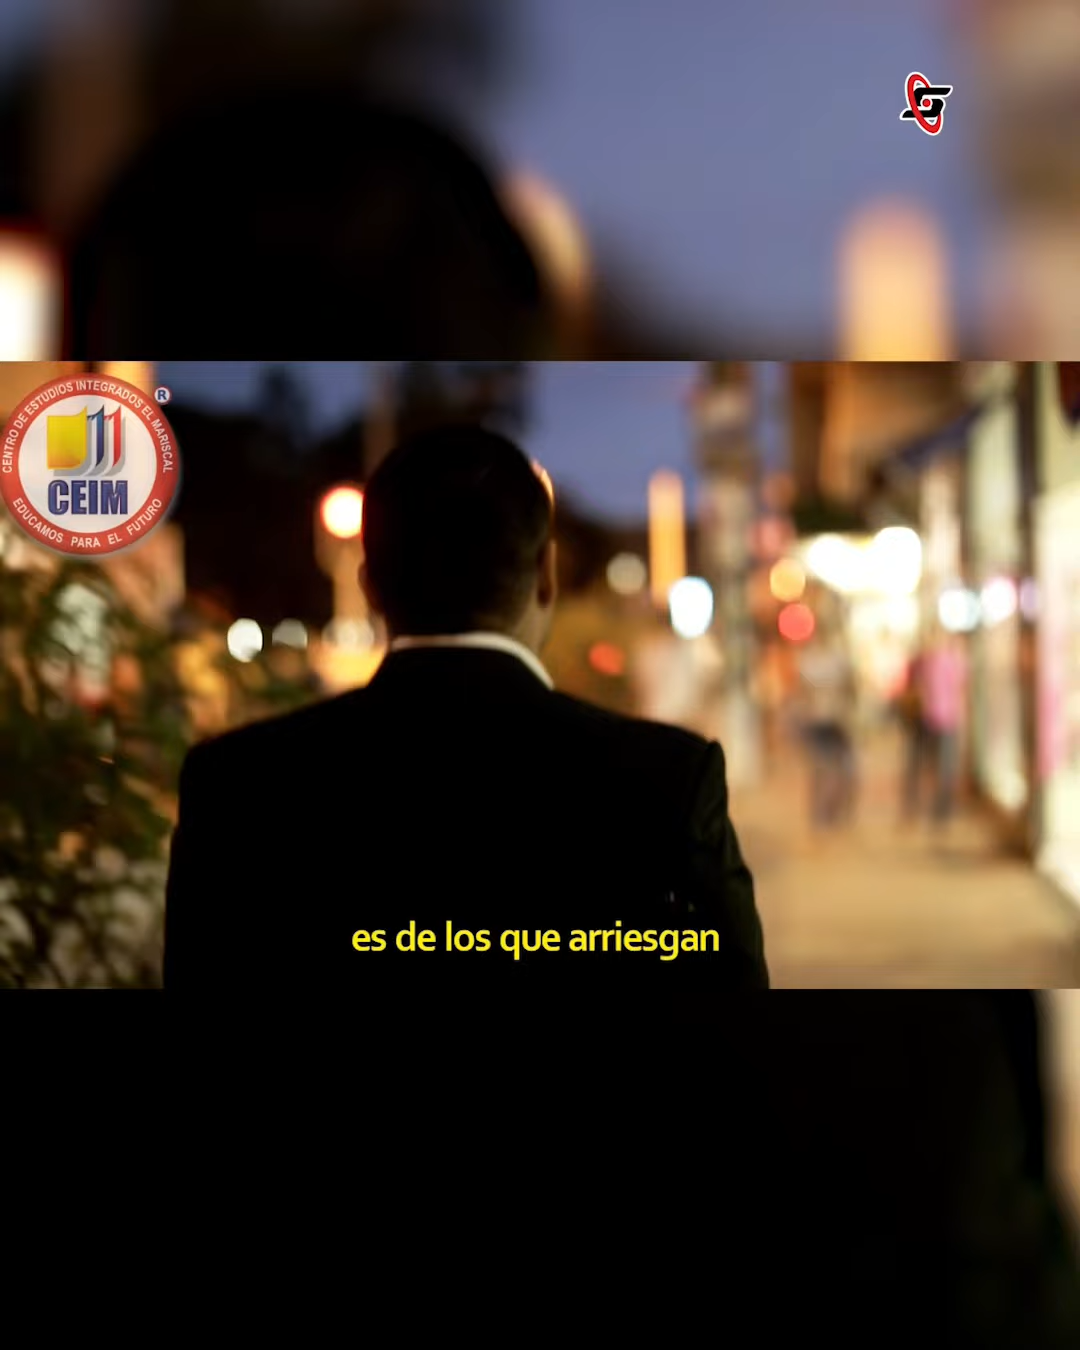 CENTRO DE ESTUDIOS INTEGRADOS EL MARISCAL
®
CEIM
EDUCAMOS PARA EL FUTURO
es de los que arriesgan